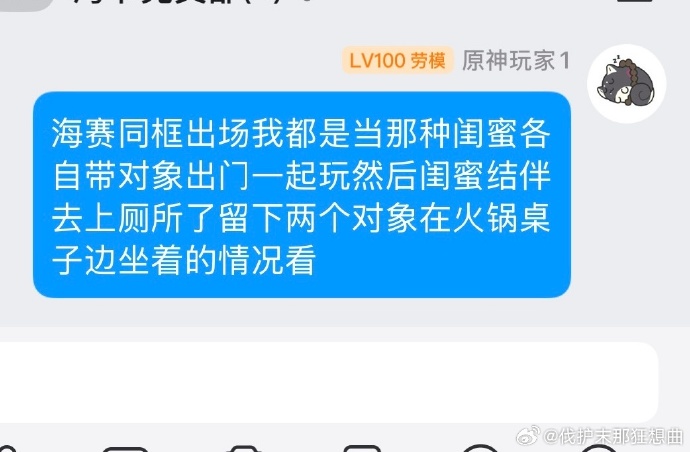 LV100 劳模 原神玩家1
海赛同框出场我都是当那种闺蜜各
自带对象出门一起玩然后闺蜜结伴
去上厕所了留下两个对象在火锅桌
子边坐着的情况看
@伐护末那狂想曲